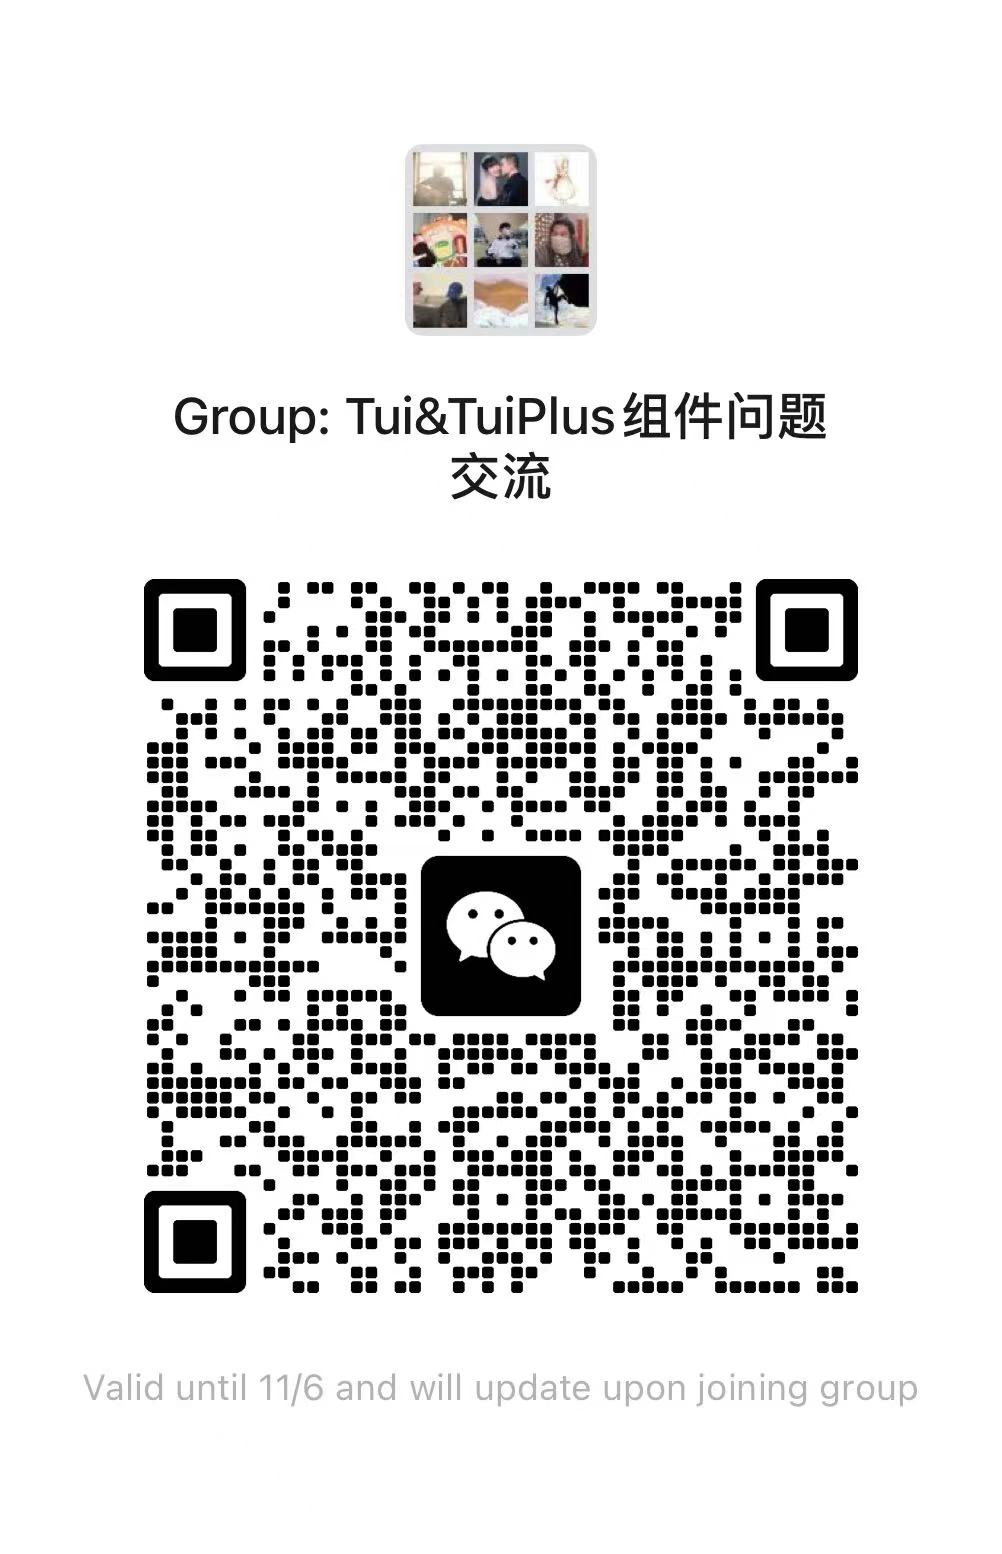 Group: Tui&TuiPlus组件问题
交流
Valid until 11/6 and will update upon joining group